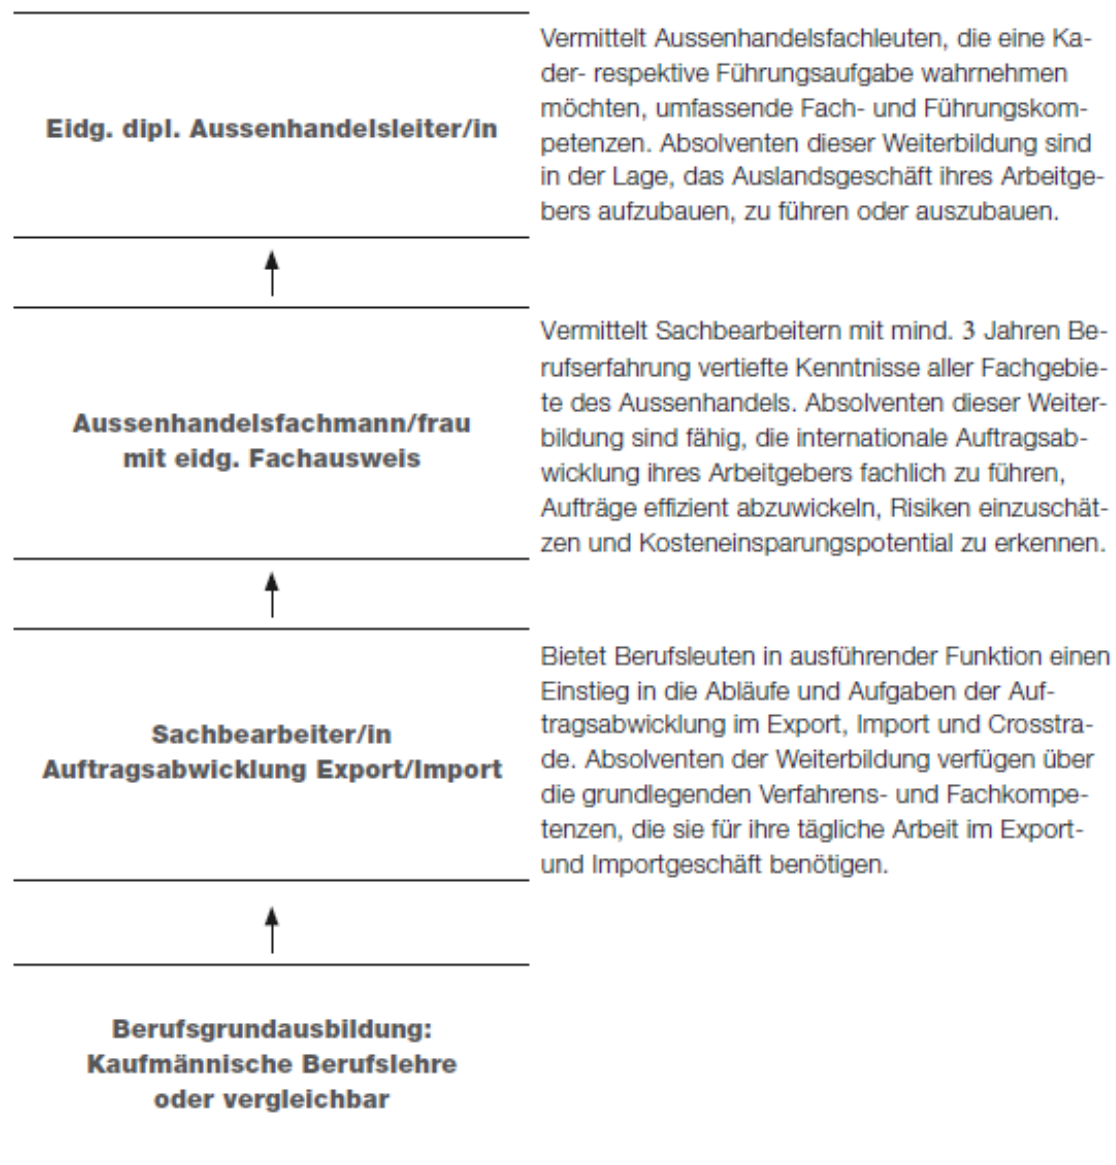 Eidg. dipl. Aussenhandelsleiter/in
Vermittelt Aussenhandelsfachleuten, die eine Ka-
der- respektive Führungsaufgabe wahrnehmen
möchten, umfassende Fach- und Führungskom-
petenzen. Absolventen dieser Weiterbildung sind
in der Lage, das Auslandsgeschäft ihres Arbeitge-
bers aufzubauen, zu führen oder auszubauen.
Aussenhandelsfachmann/frau
mit eidg. Fachausweis
Vermittelt Sachbearbeitern mit mind. 3 Jahren Be-
rufserfahrung vertiefte Kenntnisse aller Fachgebie-
te des Aussenhandels. Absolventen dieser Weiter-
bildung sind fähig, die internationale Auftragsab-
wicklung ihres Arbeitgebers fachlich zu führen,
Aufträge effizient abzuwickeln, Risiken einzuschät-
zen und Kosteneinsparungspotential zu erkennen.
Sachbearbeiter/in
Auftragsabwicklung Export/Import
Bietet Berufsleuten in ausführender Funktion einen
Einstieg in die Abläufe und Aufgaben der Auf-
tragsabwicklung im Export, Import und Crosstra-
de. Absolventen der Weiterbildung verfügen über
die grundlegenden Verfahrens- und Fachkompe-
tenzen, die sie für ihre tägliche Arbeit im Export-
und Importgeschäft benötigen.
Berufsgrundausbildung:
Kaufmännische Berufslehre
oder vergleichbar